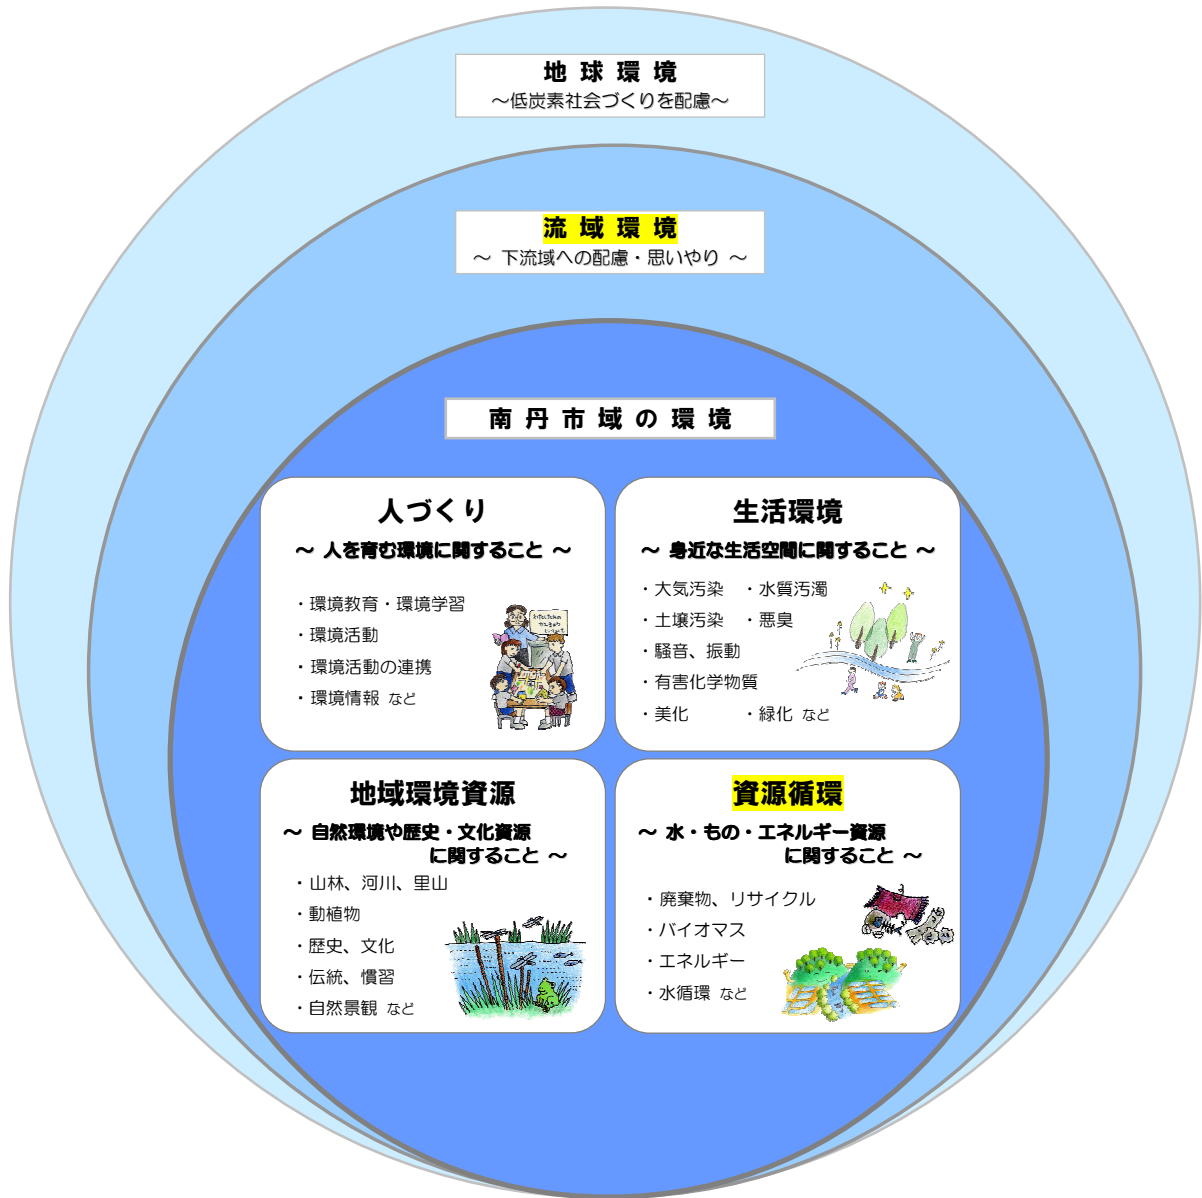 地球環境
～低炭素社会づくりを配慮～
流域環境
～ 下流域への配慮・思いやり ～
南丹市域の環境
人づくり
～ 人を育む環境に関すること ～
・環境教育・環境学習
・環境活動
・環境活動の連携
・環境情報 など
生活環境
～ 身近な生活空間に関すること ～
・大気汚染 ・水質汚濁
・土壌汚染 ・悪臭
・騒音、振動
・有害化学物質
・美化 ・緑化 など
地域環境資源
～ 自然環境や歴史・文化資源
に関すること ～
・山林、河川、里山
・動植物
・歴史、文化
・伝統、慣習
・自然景観 など
資源循環
～ 水・もの・エネルギー資源
に関すること ～
・廃棄物、リサイクル
・バイオマス
・エネルギー
・水循環 など